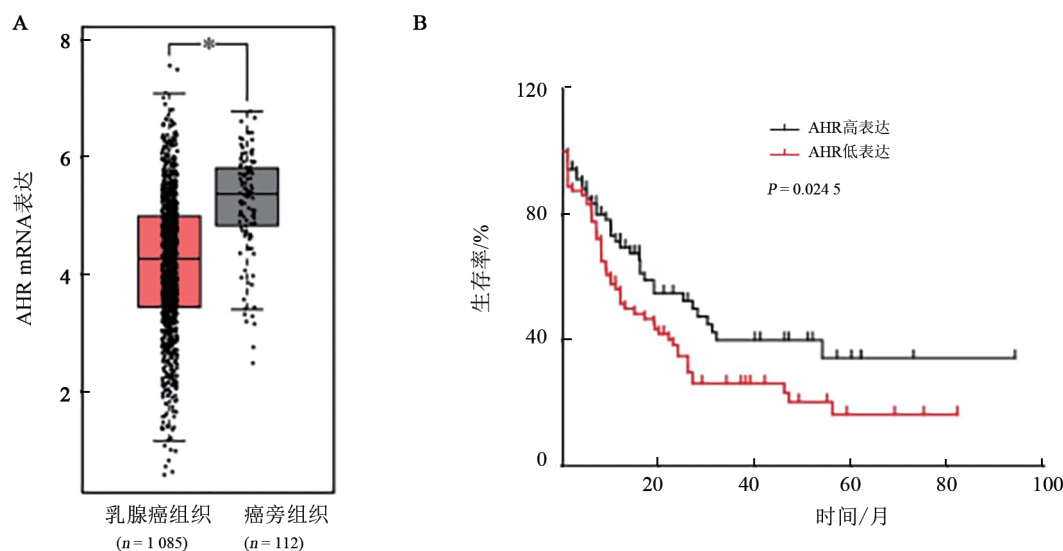 A
AHR mRNA表达
8
6
4
2
*
乳腺癌组织
(n = 1 085)
癌旁组织
(n = 112)
B
生存率/%
120
80
40
0
AHR高表达
AHR低表达
P = 0.024 5
20
40
60
80
100
时间/月